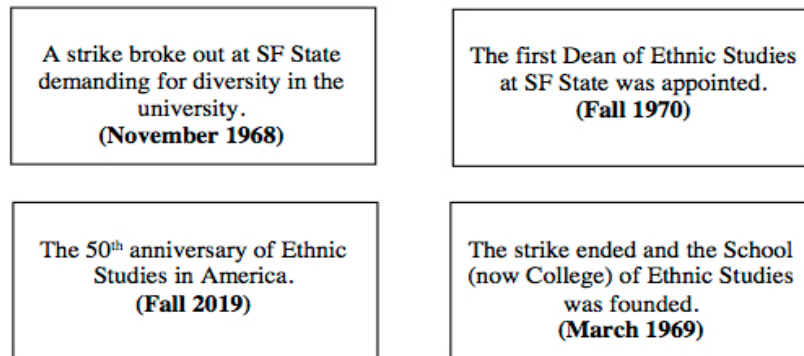 A strike broke out at SF State
demanding for diversity in the
university.
(November 1968)
The first Dean of Ethnic Studies
at SF State was appointed.
(Fall 1970)
The 50th anniversary of Ethnic
Studies in America.
(Fall 2019)
The strike ended and the School
(now College) of Ethnic Studies
was founded.
(March 1969)